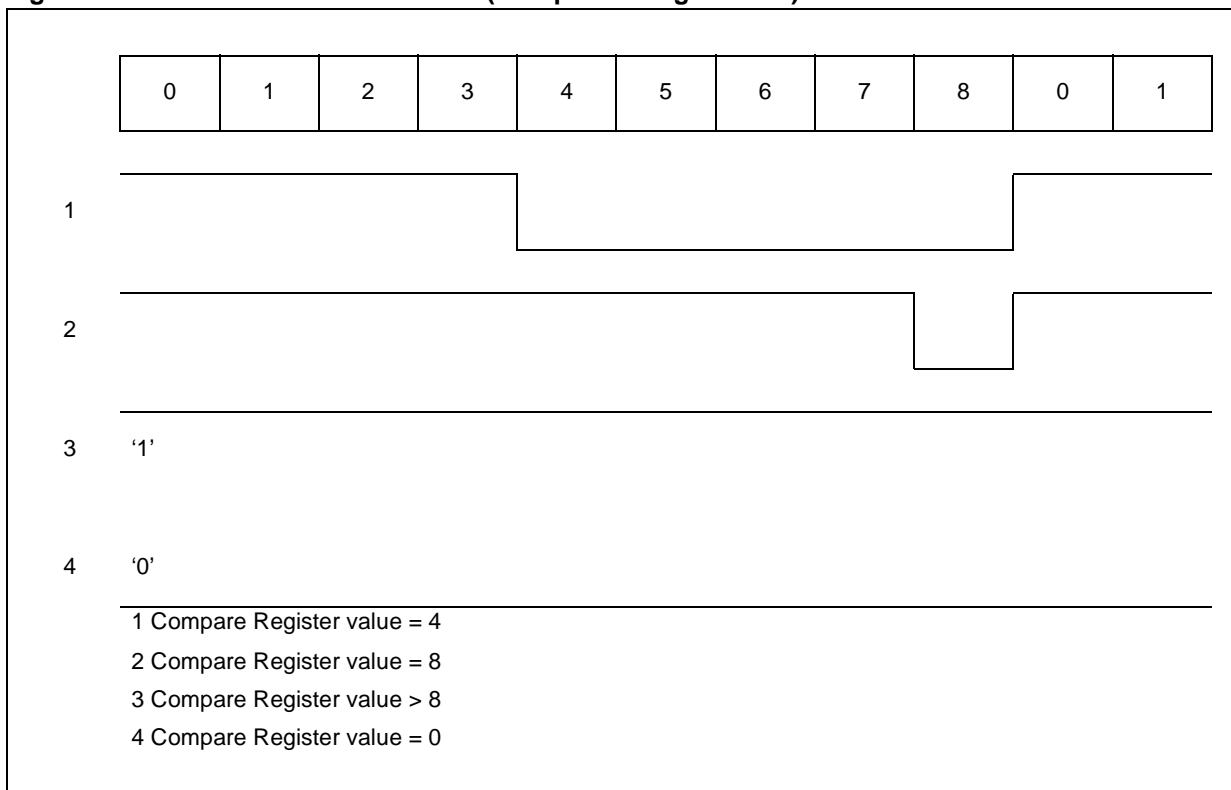 0 1 2 3 4 5 6 7 8 0 1
1
2
3 ‘1’
4 ‘0’
1 Compare Register value = 4
2 Compare Register value = 8
3 Compare Register value > 8
4 Compare Register value = 0